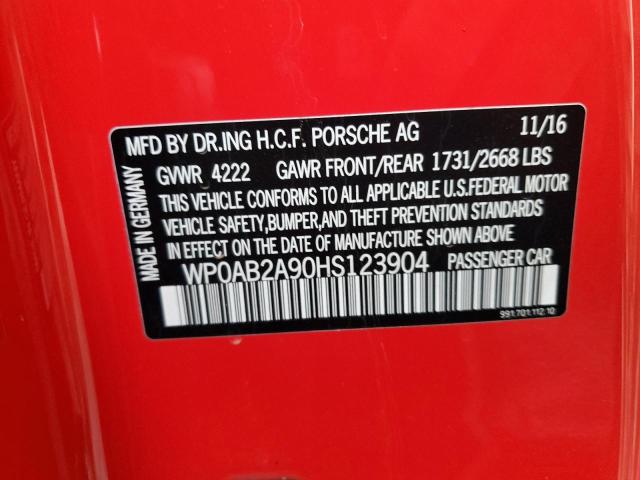 MFD BY DR.ING H.C.F. PORSCHE AG 11/16
GVWR 4222 GAWR FRONT/REAR 1731/2668 LBS
THIS VEHICLE CONFORMS TO ALL APPLICABLE U.S.FEDERAL MOTOR
VEHICLE SAFETY,BUMPER,AND THEFT PREVENTION STANDARDS
IN EFFECT ON THE DATE OF MANUFACTURE SHOWN ABOVE
WP0AB2A90HS123904 PASSENGER CAR
991.701.112.10
MADE IN GERMANY